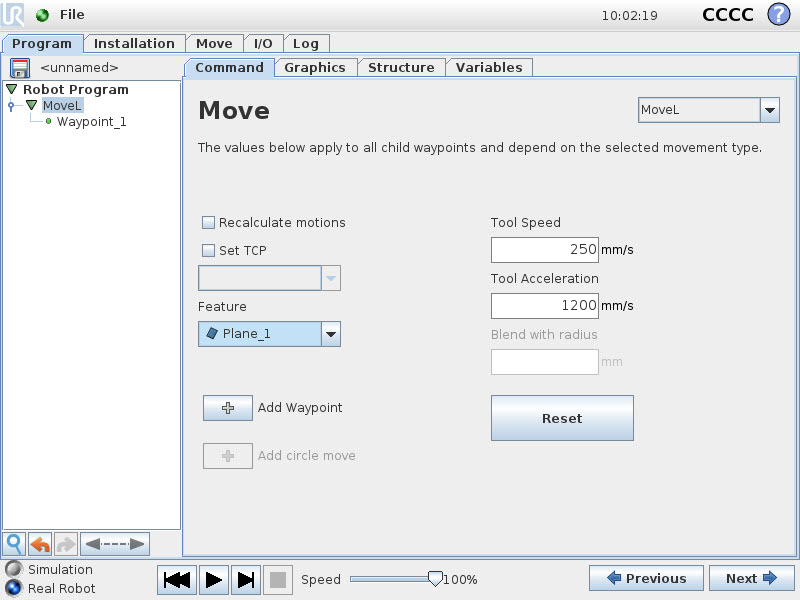 UR File 10:02:19 CCCC ?
Program Installation Move I/O Log
<unnamed> Command Graphics Structure Variables
Robot Program
MoveL
Waypoint_1
Move MoveL
The values below apply to all child waypoints and depend on the selected movement type.
Recalculate motions Tool Speed
Set TCP 250 mm/s
Tool Acceleration
Feature 1200 mm/s
Plane_1 Blend with radius
mm
Add Waypoint Reset
Add circle move
Simulation
Real Robot
Speed 100% Previous Next